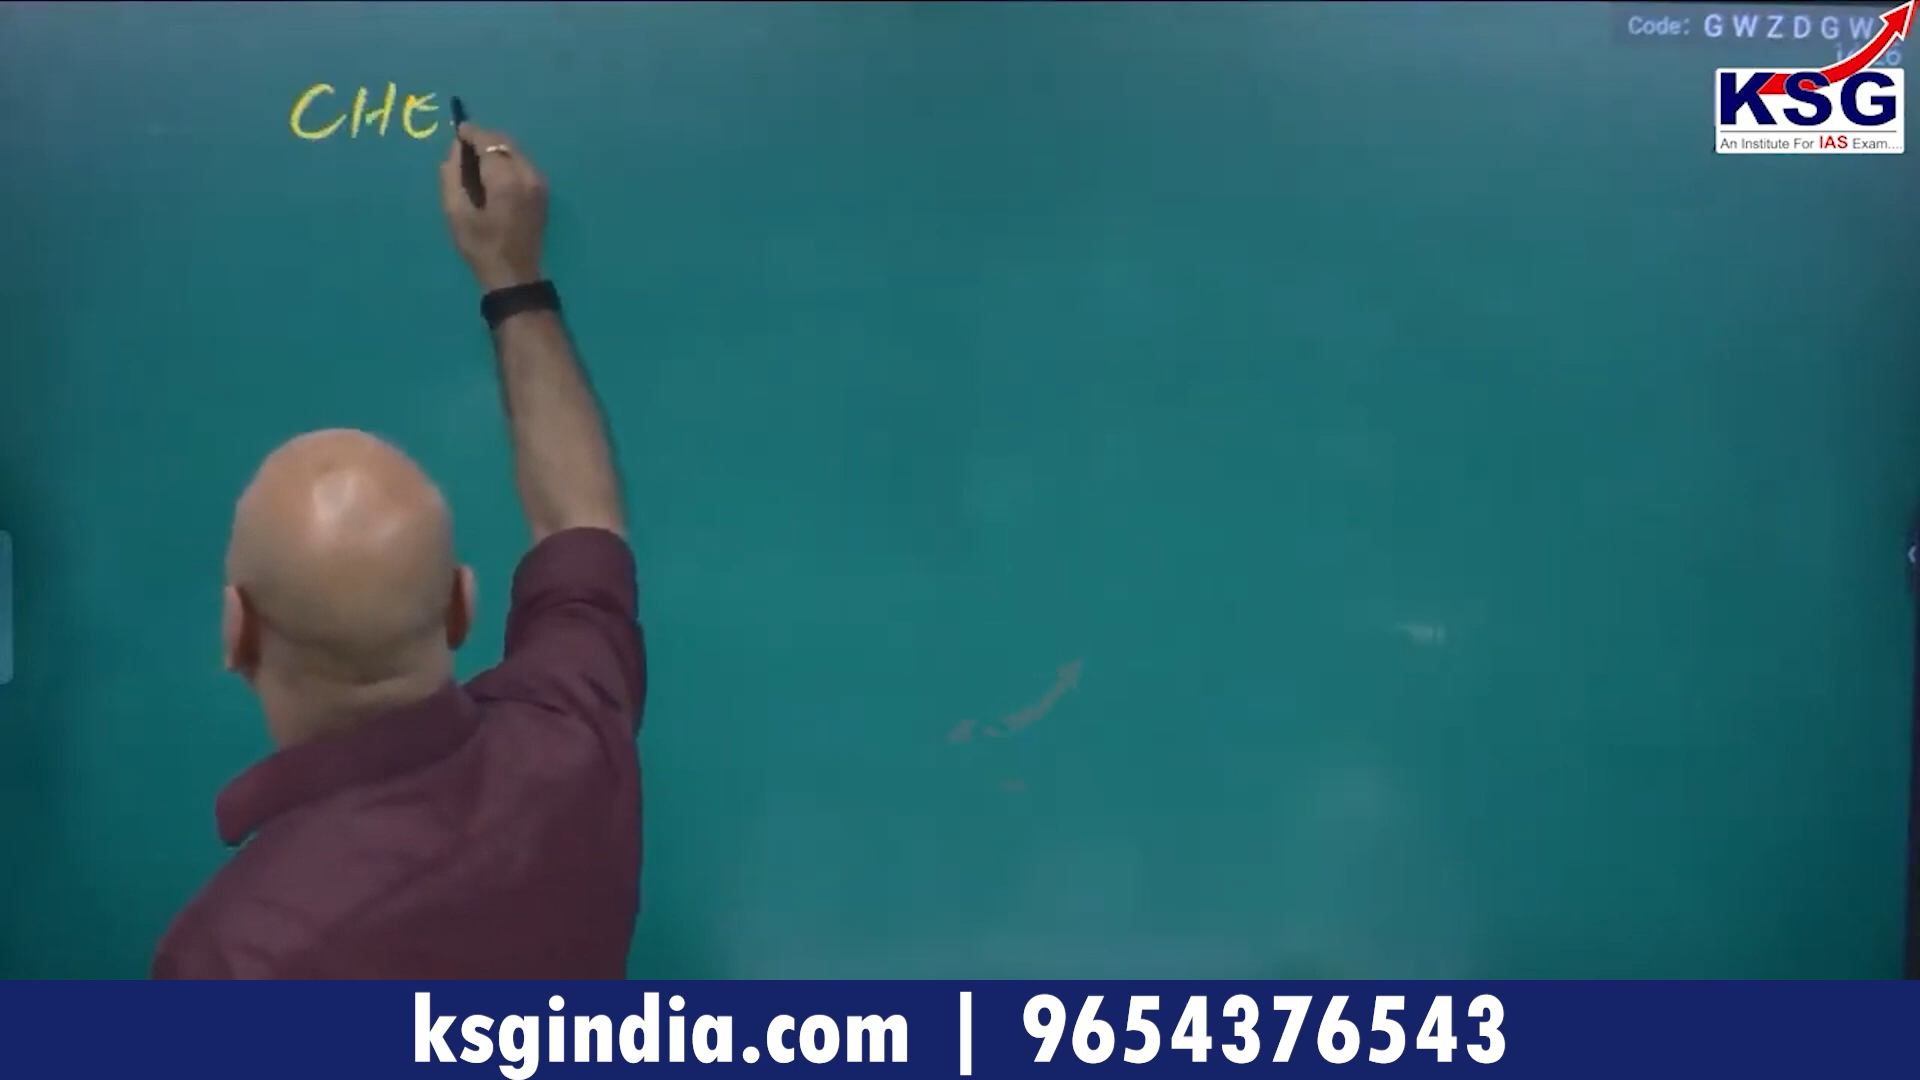 Code: G W Z D G W
CHE
KSG
An Institute For IAS Exam....
ksgindia.com | 9654376543